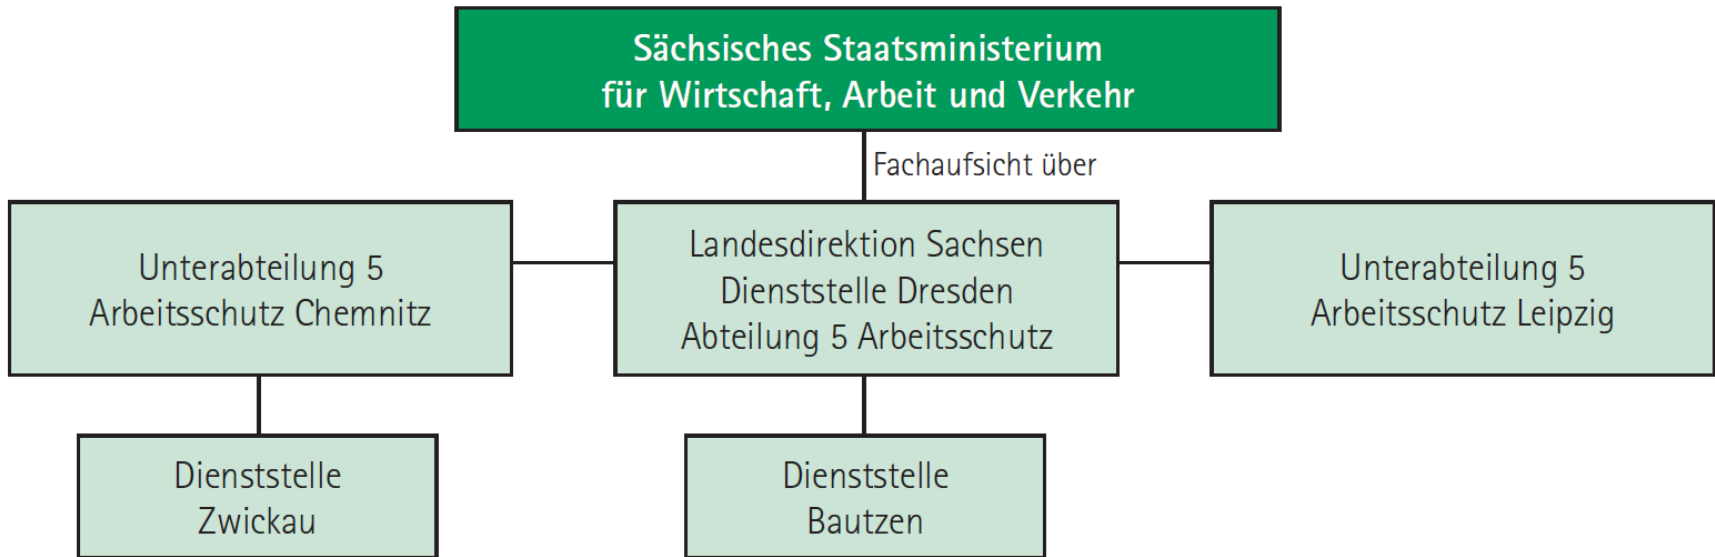 Sächsisches Staatsministerium
für Wirtschaft, Arbeit und Verkehr
Fachaufsicht über
Unterabteilung 5
Arbeitsschutz Chemnitz
Landesdirektion Sachsen
Dienststelle Dresden
Abteilung 5 Arbeitsschutz
Unterabteilung 5
Arbeitsschutz Leipzig
Dienststelle
Zwickau
Dienststelle
Bautzen